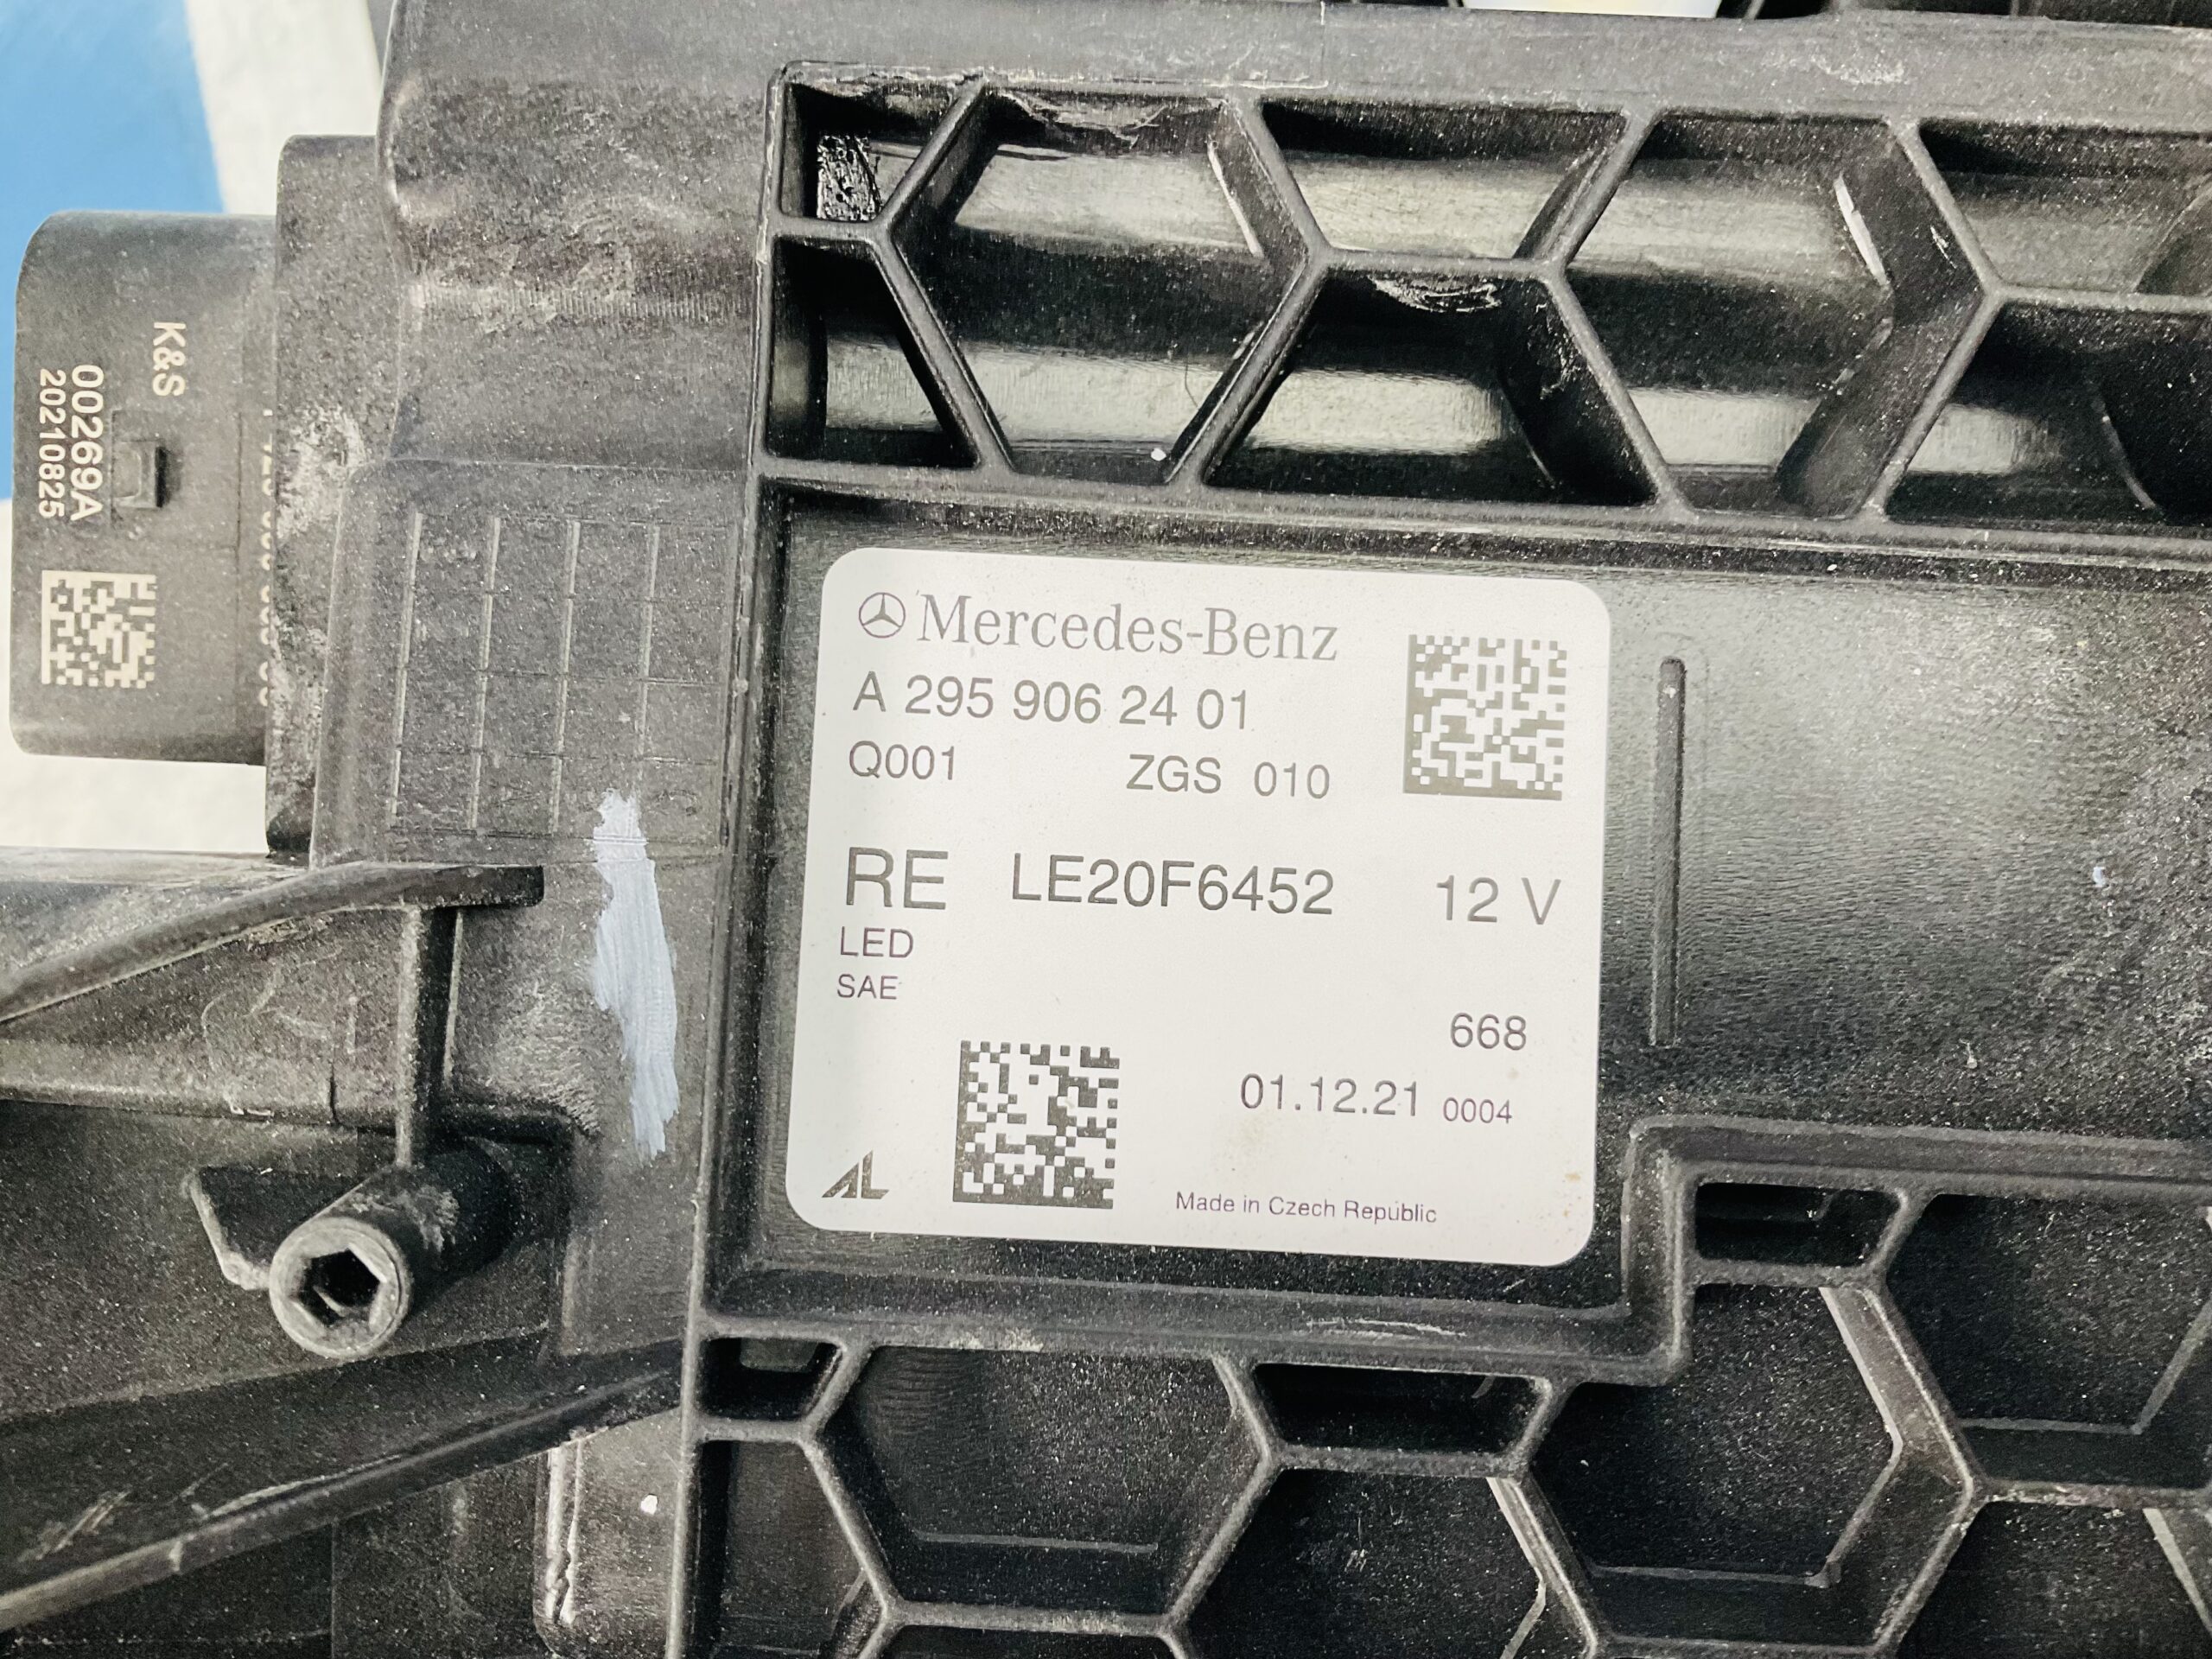 K&S
00269A
20210825
Mercedes-Benz
A 295 906 24 01
Q001 ZGS 010
RE LE20F6452 12 V
LED
SAE
668
01.12.21 0004
AL
Made in Czech Republic